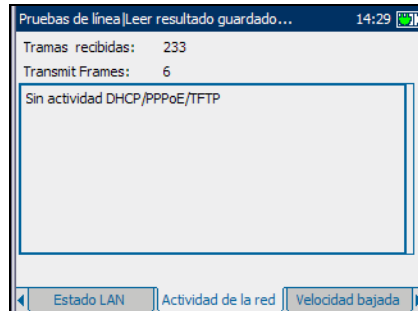 Pruebas de línea|Leer resultado guardado... 14:29
Tramas recibidas: 233
Transmit Frames: 6
Sin actividad DHCP/PPPoE/TFTP
Estado LAN Actividad de la red Velocidad bajada